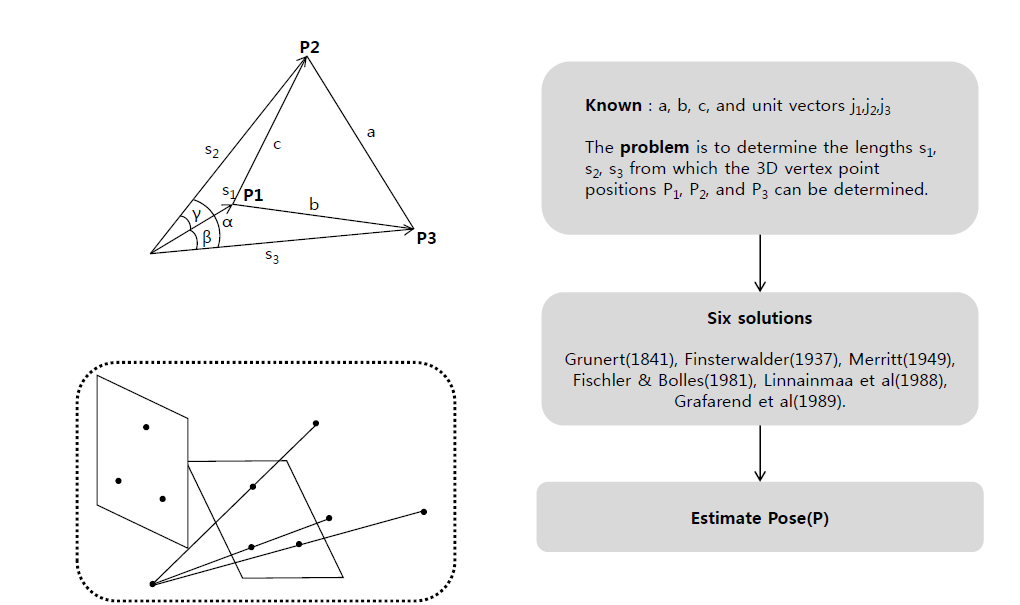 P2
a
c
s2
s1
P1
b
γ
α
β
P3
s3
Known : a, b, c, and unit vectors j1,j2,j3
The problem is to determine the lengths s1,
s2, s3 from which the 3D vertex point
positions P1, P2, and P3 can be determined.
Six solutions
Grunert(1841), Finsterwalder(1937), Merritt(1949),
Fischler & Bolles(1981), Linnainmaa et al(1988),
Grafarend et al(1989).
Estimate Pose(P)